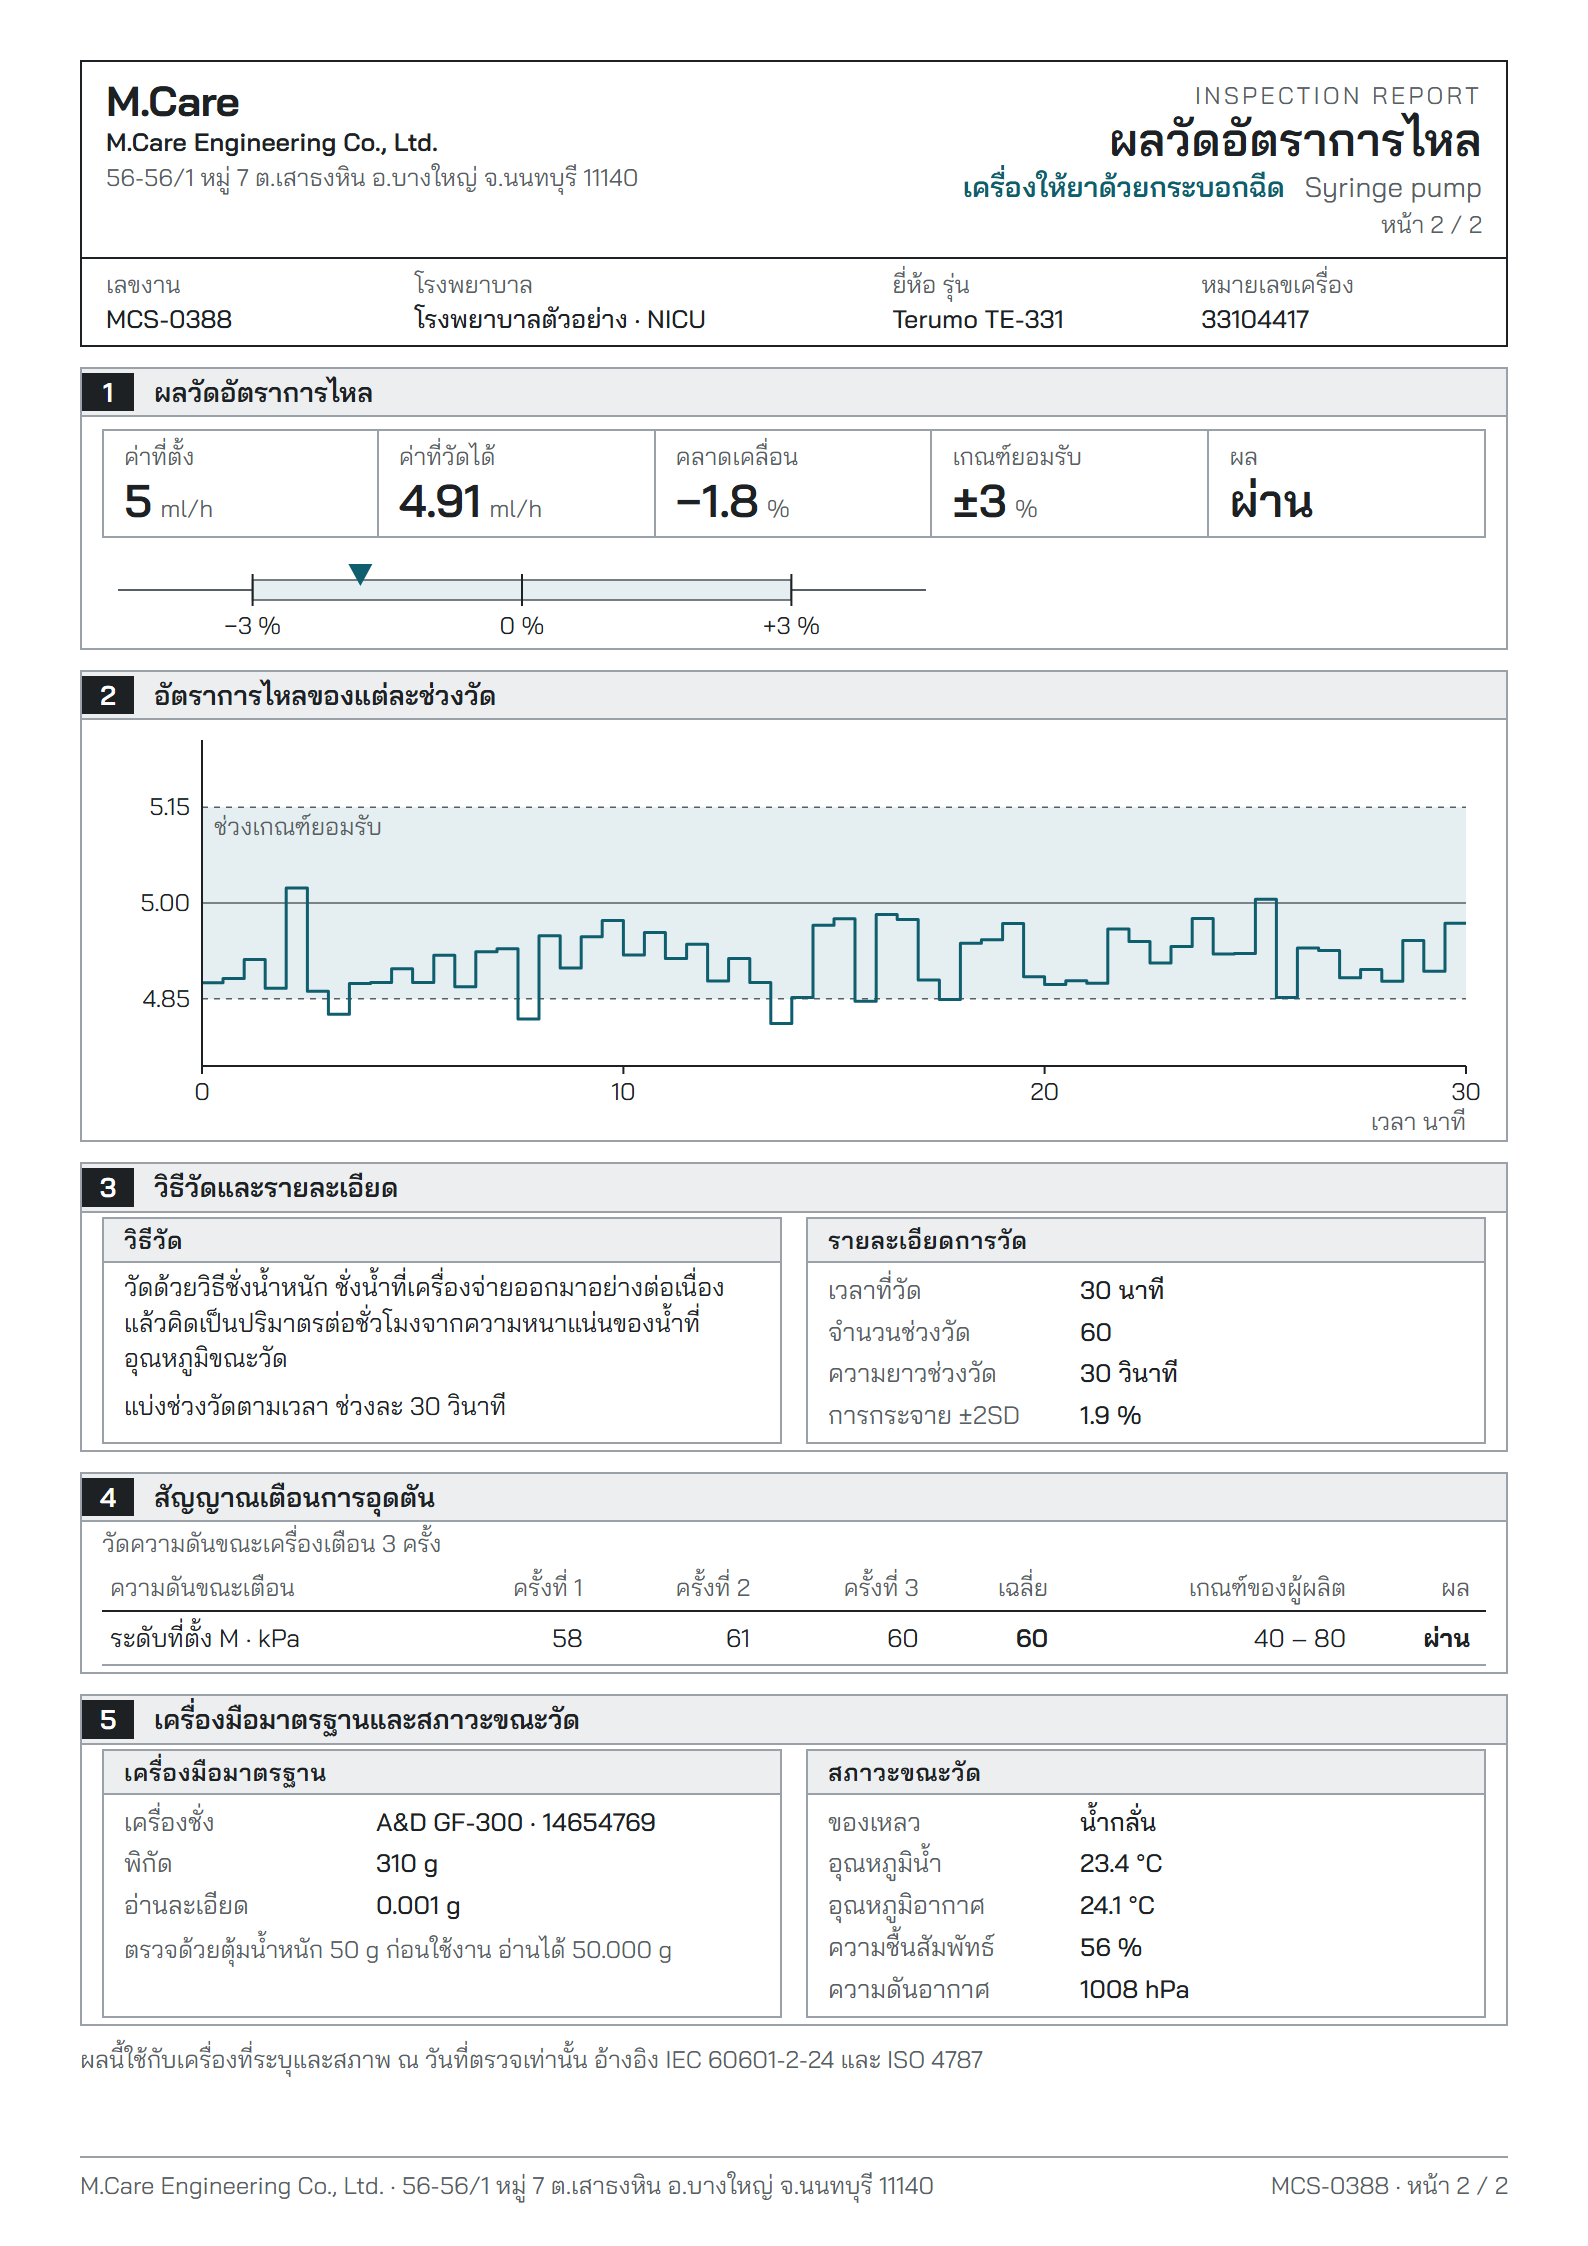 M.Care
M.Care Engineering Co., Ltd.
56-56/1 หมู่ 7 ต.เสาธงหิน อ.บางใหญ่ จ.นนทบุรี 11140
INSPECTION REPORT
ผลวัดอัตราการไหล
เครื่องให้ยาด้วยกระบอกฉีด Syringe pump
หน้า 2 / 2
เลขงาน โรงพยาบาล ยี่ห้อ รุ่น หมายเลขเครื่อง
MCS-0388 โรงพยาบาลตัวอย่าง · NICU Terumo TE-331 33104417
1 ผลวัดอัตราการไหล
ค่าที่ตั้ง ค่าที่วัดได้ คลาดเคลื่อน เกณฑ์ยอมรับ ผล
5 ml/h 4.91 ml/h −1.8 % ±3 % ผ่าน
−3 % 0 % +3 %
2 อัตราการไหลของแต่ละช่วงวัด
5.15
ช่วงเกณฑ์ยอมรับ
5.00
4.85
0 10 20 30
เวลา นาที
3 วิธีวัดและรายละเอียด
วิธีวัด
วัดด้วยวิธีชั่งน้ำหนัก ชั่งน้ำที่เครื่องจ่ายออกมาอย่างต่อเนื่อง
แล้วคิดเป็นปริมาตรต่อชั่วโมงจากความหนาแน่นของน้ำที่
อุณหภูมิขณะวัด
แบ่งช่วงวัดตามเวลา ช่วงละ 30 วินาที
รายละเอียดการวัด
เวลาที่วัด 30 นาที
จำนวนช่วงวัด 60
ความยาวช่วงวัด 30 วินาที
การกระจาย ±2SD 1.9 %
4 สัญญาณเตือนการอุดตัน
วัดความดันขณะเครื่องเตือน 3 ครั้ง
ความดันขณะเตือน ครั้งที่ 1 ครั้งที่ 2 ครั้งที่ 3 เฉลี่ย เกณฑ์ของผู้ผลิต ผล
ระดับที่ตั้ง M · kPa 58 61 60 60 40 – 80 ผ่าน
5 เครื่องมือมาตรฐานและสภาวะขณะวัด
เครื่องมือมาตรฐาน
เครื่องชั่ง A&D GF-300 · 14654769
พิกัด 310 g
อ่านละเอียด 0.001 g
ตรวจด้วยตุ้มน้ำหนัก 50 g ก่อนใช้งาน อ่านได้ 50.000 g
สภาวะขณะวัด
ของเหลว น้ำกลั่น
อุณหภูมิน้ำ 23.4 °C
อุณหภูมิอากาศ 24.1 °C
ความชื้นสัมพัทธ์ 56 %
ความดันอากาศ 1008 hPa
ผลนี้ใช้กับเครื่องที่ระบุและสภาพ ณ วันที่ตรวจเท่านั้น อ้างอิง IEC 60601-2-24 และ ISO 4787
M.Care Engineering Co., Ltd. · 56-56/1 หมู่ 7 ต.เสาธงหิน อ.บางใหญ่ จ.นนทบุรี 11140
MCS-0388 · หน้า 2 / 2